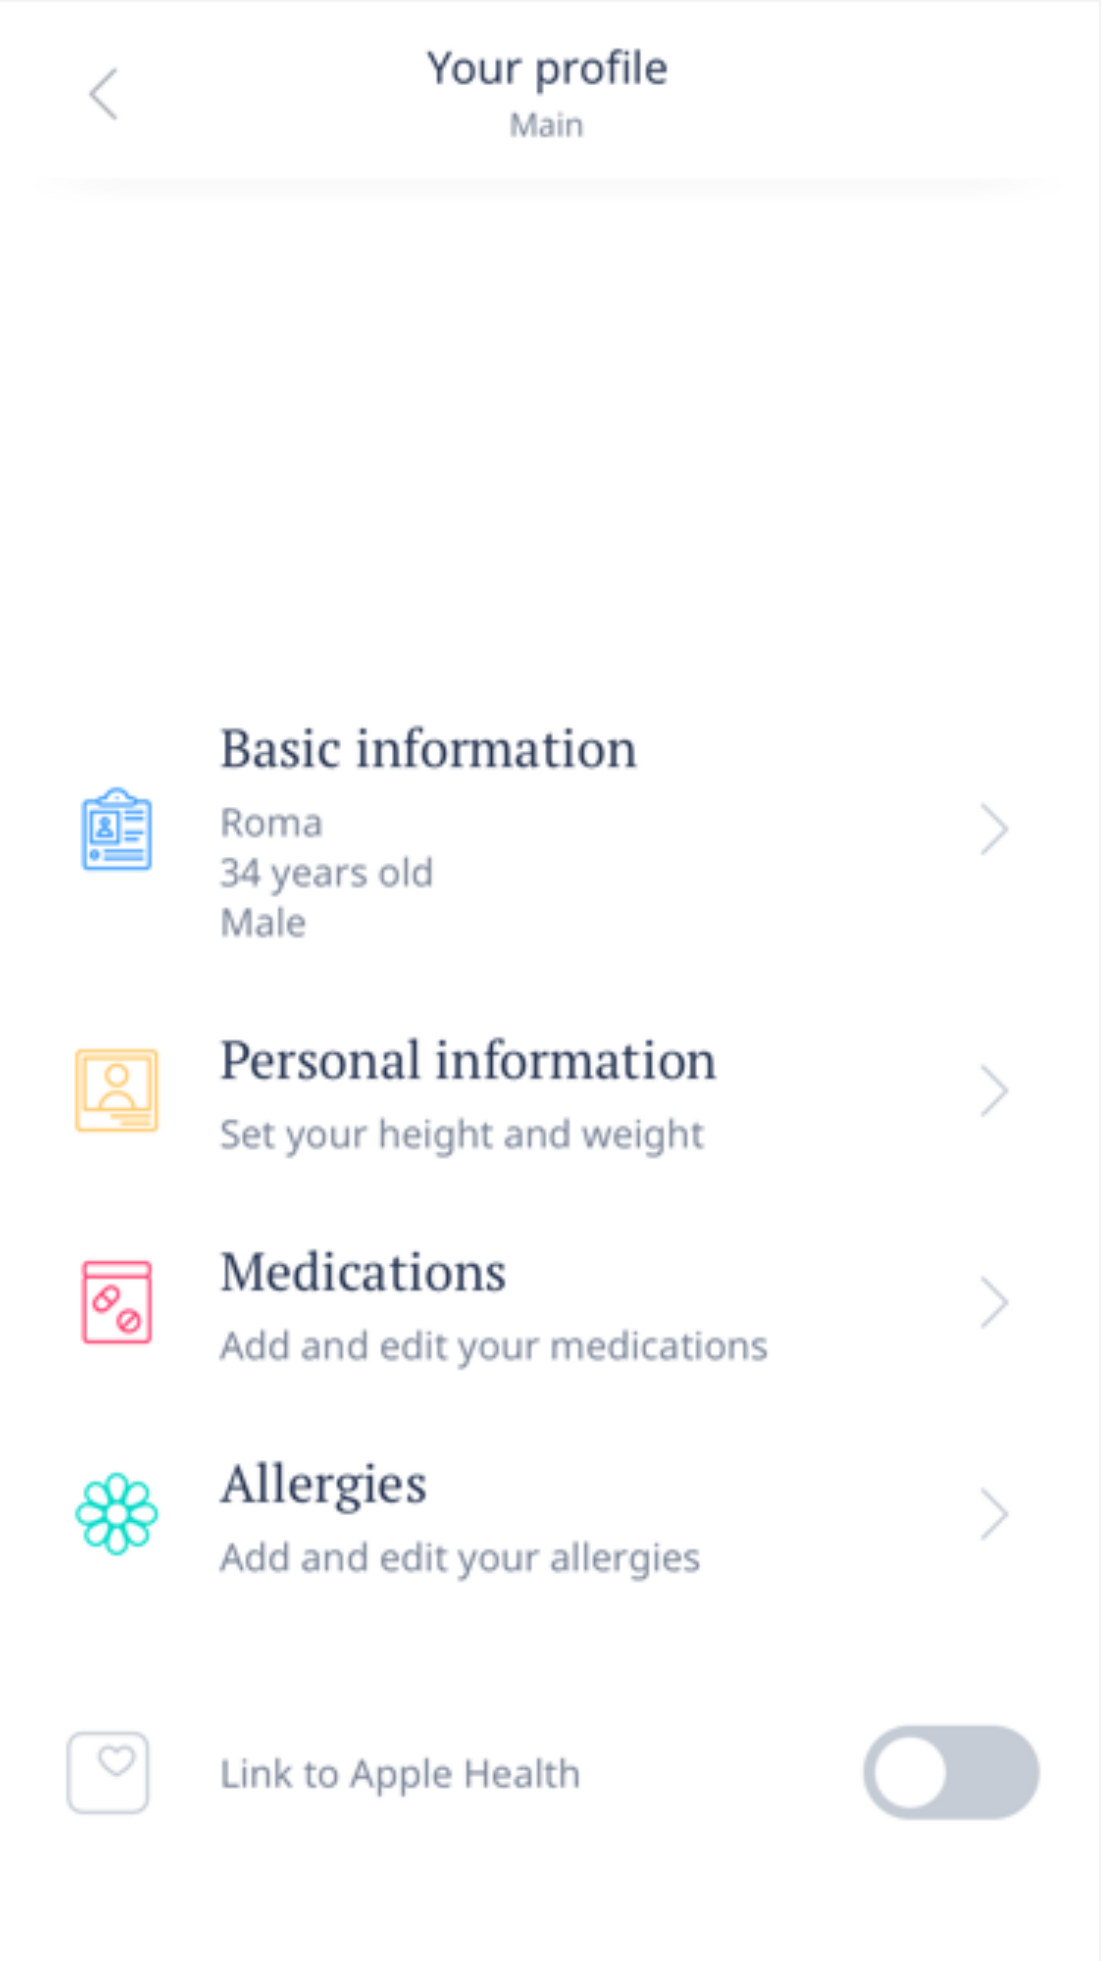 Your profile
Main
Basic information
Roma
34 years old
Male
Personal information
Set your height and weight
Medications
Add and edit your medications
Allergies
Add and edit your allergies
Link to Apple Health